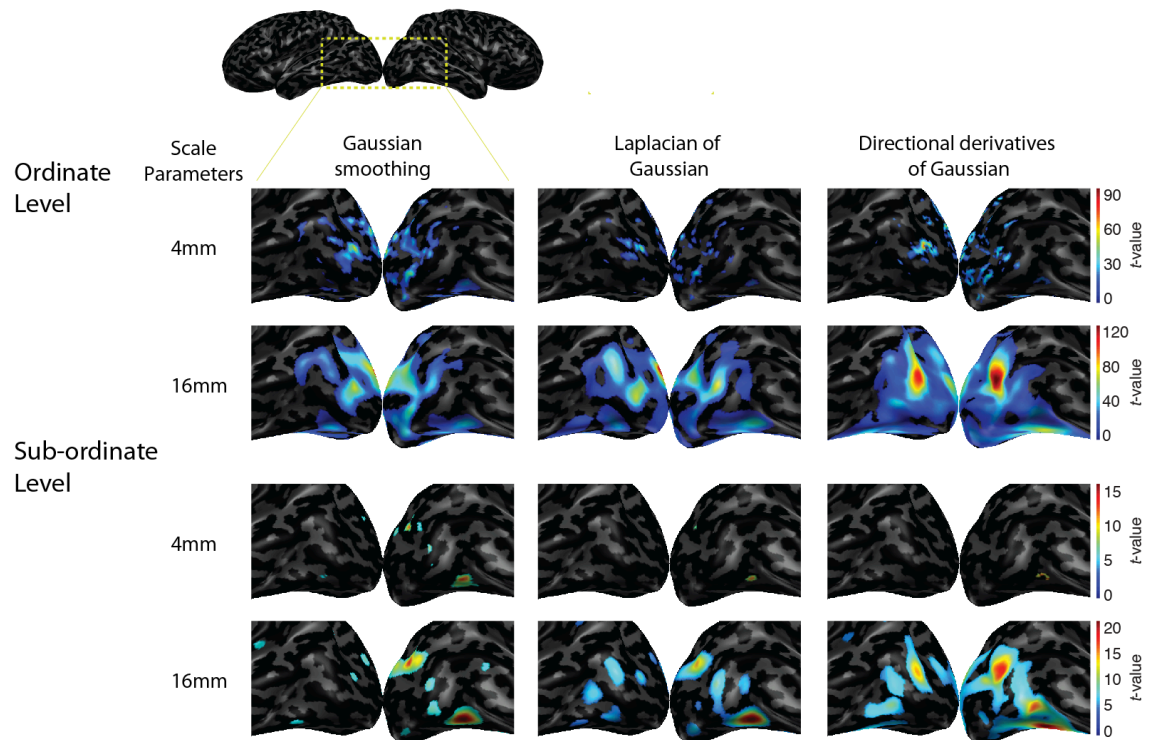 Scale
Parameters
Gaussian
smoothing
Laplacian of
Gaussian
Directional derivatives
of Gaussian
Ordinate
Level
4mm
90
60
30
0
t-value
16mm
120
80
40
0
t-value
Sub-ordinate
Level
4mm
15
10
5
0
t-value
16mm
20
15
10
5
0
t-value